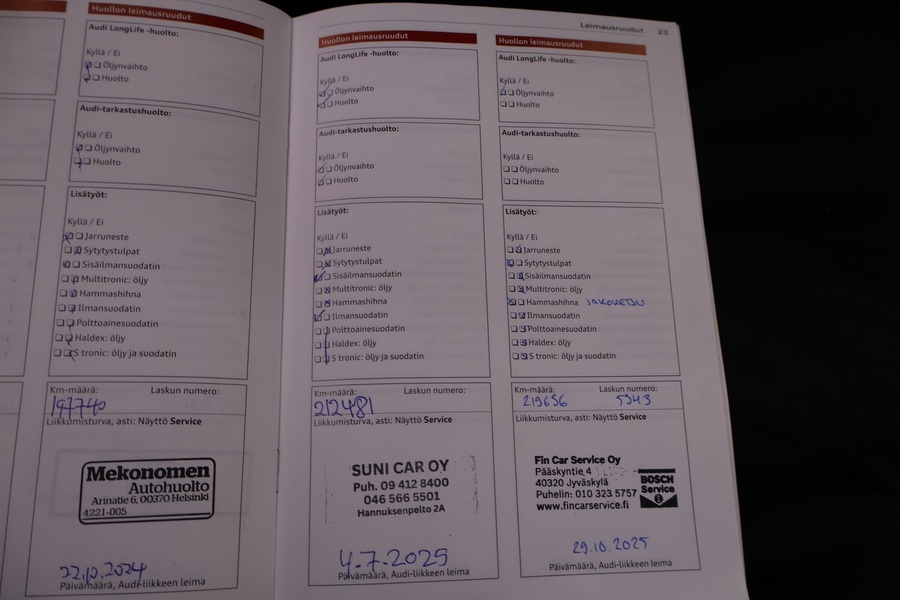 Leimausruudut 23
Huollon leimausruudut
Audi LongLife -huolto:
Kyllä / Ei
Öljynvaihto
Huolto
Audi-tarkastushuolto:
Kyllä / Ei
Öljynvaihto
Huolto
Lisätyöt:
Kyllä / Ei
Jarruneste
Sytytystulpat
Sisäilmansuodatin
Multitronic: öljy
Hammashihna
Ilmansuodatin
Polttoainesuodatin
Haldex: öljy
S tronic: öljy ja suodatin
Km-määrä: Laskun numero:
197740
Liikkumisturva, asti: Näyttö Service
Mekonomen
Autohuolto
Arinatie 6, 00370 Helsinki
4221-005
22.10.2024
Päivämäärä, Audi-liikkeen leima
Huollon leimausruudut
Audi LongLife -huolto:
Kyllä / Ei
Öljynvaihto
Huolto
Audi-tarkastushuolto:
Kyllä / Ei
Öljynvaihto
Huolto
Lisätyöt:
Kyllä / Ei
Jarruneste
Sytytystulpat
Sisäilmansuodatin
Multitronic: öljy
Hammashihna
Ilmansuodatin
Polttoainesuodatin
Haldex: öljy
S tronic: öljy ja suodatin
Km-määrä: Laskun numero:
212481
Liikkumisturva, asti: Näyttö Service
SUNI CAR OY
Puh. 09 412 8400
046 566 5501
Hannuksenpelto 2A
4.7.2025
Päivämäärä, Audi-liikkeen leima
Huollon leimausruudut
Audi LongLife -huolto:
Kyllä / Ei
Öljynvaihto
Huolto
Audi-tarkastushuolto:
Kyllä / Ei
Öljynvaihto
Huolto
Lisätyöt:
Kyllä / Ei
Jarruneste
Sytytystulpat
Sisäilmansuodatin
Multitronic: öljy
Hammashihna JAKOKETJU
Ilmansuodatin
Polttoainesuodatin
Haldex: öljy
S tronic: öljy ja suodatin
Km-määrä: Laskun numero:
219656 5943
Liikkumisturva, asti: Näyttö Service
Fin Car Service Oy
Pääskyntie 4
40320 Jyväskylä
Puhelin: 010 323 5757
www.fincarservice.fi
BOSCH
Service
29.10.2025
Päivämäärä, Audi-liikkeen leima